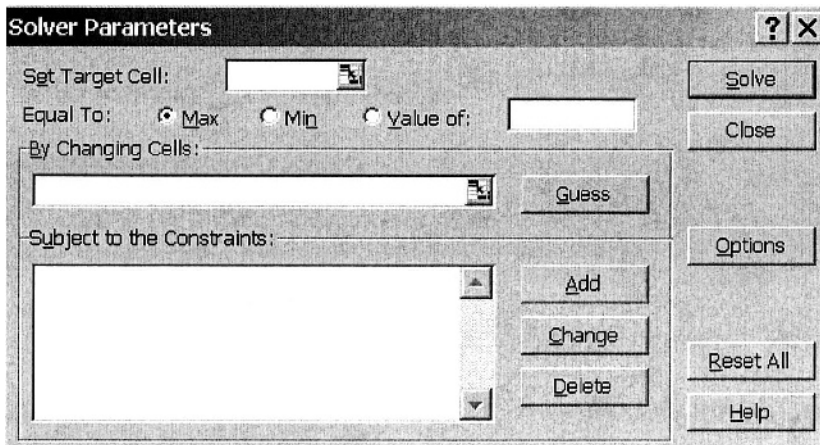 Solver Parameters
Set Target Cell:
Solve
Equal To: Max Min Value of:
Close
By Changing Cells:
Guess
Subject to the Constraints:
Options
Add
Change
Reset All
Delete
Help